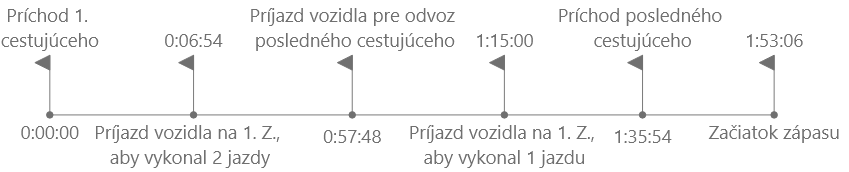 Príchod 1.
cestujúceho
0:06:54
Príjazd vozidla pre odvoz
posledného cestujúceho
1:15:00
Príchod posledného
cestujúceho
1:53:06
0:00:00
Príjazd vozidla na 1. Z.,
aby vykonal 2 jazdy
0:57:48
Príjazd vozidla na 1. Z.,
aby vykonal 1 jazdu
1:35:54
Začiatok zápasu